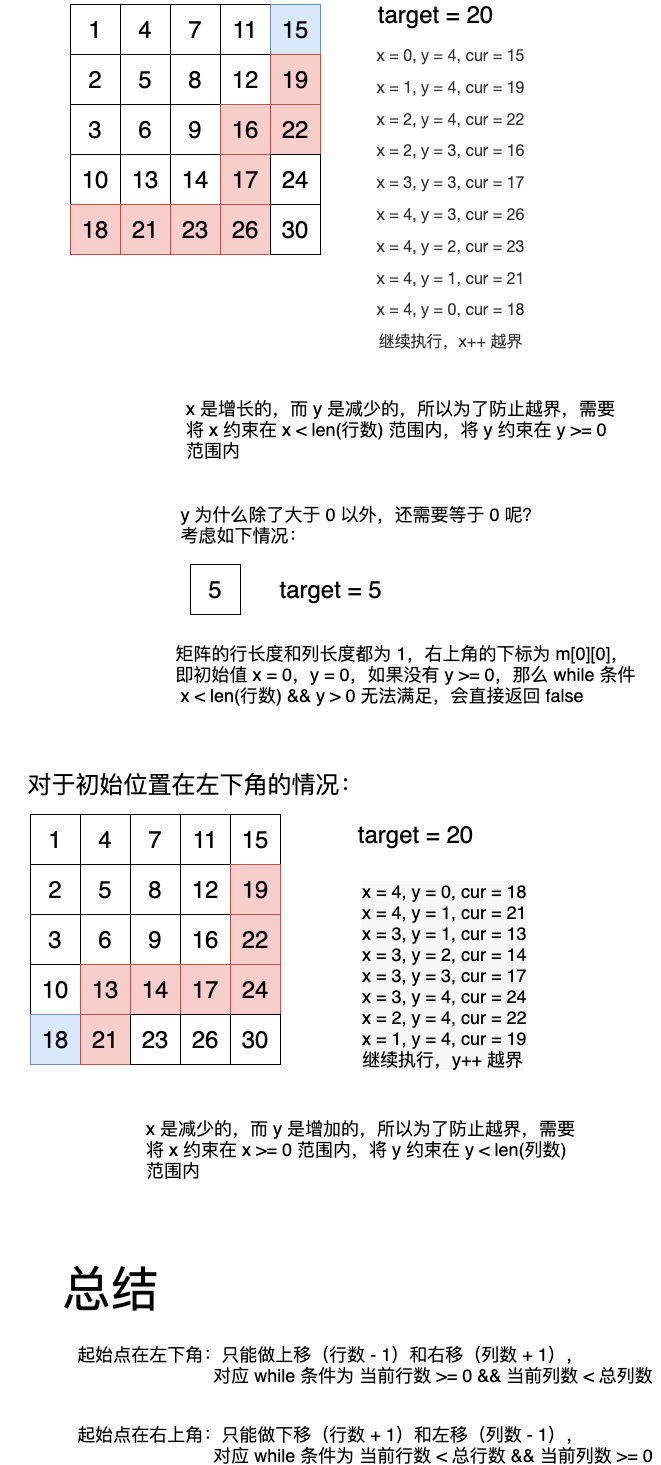 1 4 7 11 15
2 5 8 12 19
3 6 9 16 22
10 13 14 17 24
18 21 23 26 30
target = 20
x = 0, y = 4, cur = 15
x = 1, y = 4, cur = 19
x = 2, y = 4, cur = 22
x = 2, y = 3, cur = 16
x = 3, y = 3, cur = 17
x = 4, y = 3, cur = 26
x = 4, y = 2, cur = 23
x = 4, y = 1, cur = 21
x = 4, y = 0, cur = 18
继续执行，x++ 越界
x 是增长的，而 y 是减少的，所以为了防止越界，需要
将 x 约束在 x < len(行数) 范围内，将 y 约束在 y >= 0
范围内
y 为什么除了大于 0 以外，还需要等于 0 呢？
考虑如下情况：
5
target = 5
矩阵的行长度和列长度都为 1，右上角的下标为 m[0][0]，
即初始值 x = 0，y = 0，如果没有 y >= 0，那么 while 条件
x < len(行数) && y > 0 无法满足，会直接返回 false
对于初始位置在左下角的情况：
1 4 7 11 15
2 5 8 12 19
3 6 9 16 22
10 13 14 17 24
18 21 23 26 30
target = 20
x = 4, y = 0, cur = 18
x = 4, y = 1, cur = 21
x = 3, y = 1, cur = 13
x = 3, y = 2, cur = 14
x = 3, y = 3, cur = 17
x = 3, y = 4, cur = 24
x = 2, y = 4, cur = 22
x = 1, y = 4, cur = 19
继续执行，y++ 越界
x 是减少的，而 y 是增加的，所以为了防止越界，需要
将 x 约束在 x >= 0 范围内，将 y 约束在 y < len(列数)
范围内
总结
起始点在左下角：只能做上移（行数 - 1）和右移（列数 + 1），
对应 while 条件为 当前行数 >= 0 && 当前列数 < 总列数
起始点在右上角：只能做下移（行数 + 1）和左移（列数 - 1），
对应 while 条件为 当前行数 < 总行数 && 当前列数 >= 0